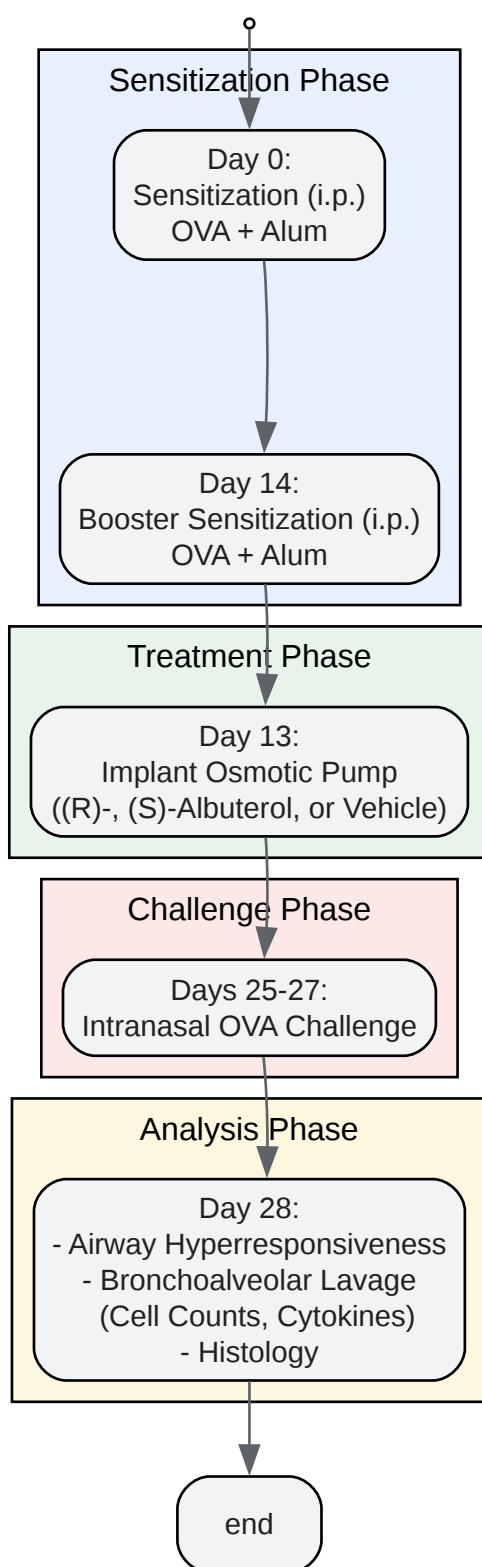 Sensitization Phase
Day 0:
Sensitization (i.p.)
OVA + Alum
Day 14:
Booster Sensitization (i.p.)
OVA + Alum
Treatment Phase
Day 13:
Implant Osmotic Pump
((R)-, (S)-Albuterol, or Vehicle)
Challenge Phase
Days 25-27:
Intranasal OVA Challenge
Analysis Phase
Day 28:
- Airway Hyperresponsiveness
- Bronchoalveolar Lavage
(Cell Counts, Cytokines)
- Histology
end